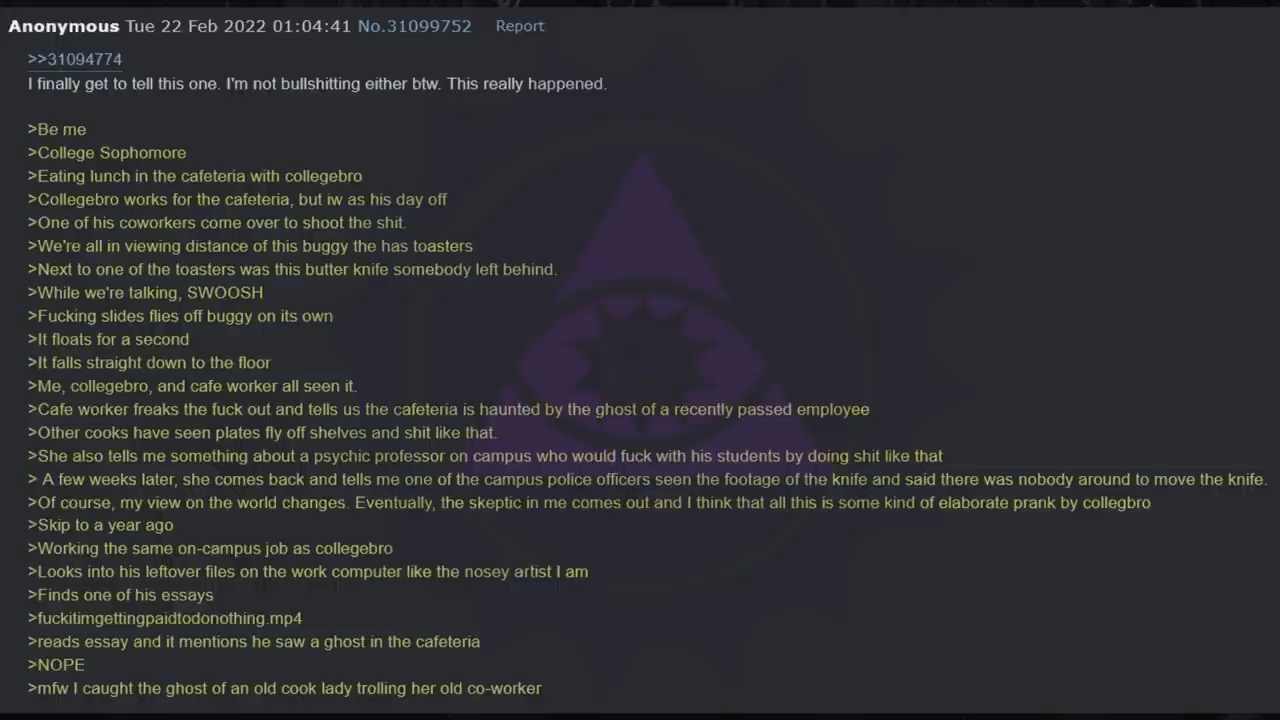 Anonymous Tue 22 Feb 2022 01:04:41 No.31099752 Report
>>31094774
I finally get to tell this one. I'm not bullshitting either btw. This really happened.
>Be me
>College Sophomore
>Eating lunch in the cafeteria with collegebro
>Collegebro works for the cafeteria, but iw as his day off
>One of his coworkers come over to shoot the shit.
>We're all in viewing distance of this buggy the has toasters
>Next to one of the toasters was this butter knife somebody left behind.
>While we're talking, SWOOSH
>Fucking slides flies off buggy on its own
>It floats for a second
>It falls straight down to the floor
>Me, collegebro, and cafe worker all seen it.
>Cafe worker freaks the fuck out and tells us the cafeteria is haunted by the ghost of a recently passed employee
>Other cooks have seen plates fly off shelves and shit like that.
>She also tells me something about a psychic professor on campus who would fuck with his students by doing shit like that
> A few weeks later, she comes back and tells me one of the campus police officers seen the footage of the knife and said there was nobody around to move the knife.
>Of course, my view on the world changes. Eventually, the skeptic in me comes out and I think that all this is some kind of elaborate prank by collegbro
>Skip to a year ago
>Working the same on-campus job as collegebro
>Looks into his leftover files on the work computer like the nosey artist I am
>Finds one of his essays
>fuckitimgettingpaidtodonothing.mp4
>reads essay and it mentions he saw a ghost in the cafeteria
>NOPE
>mfw I caught the ghost of an old cook lady trolling her old co-worker